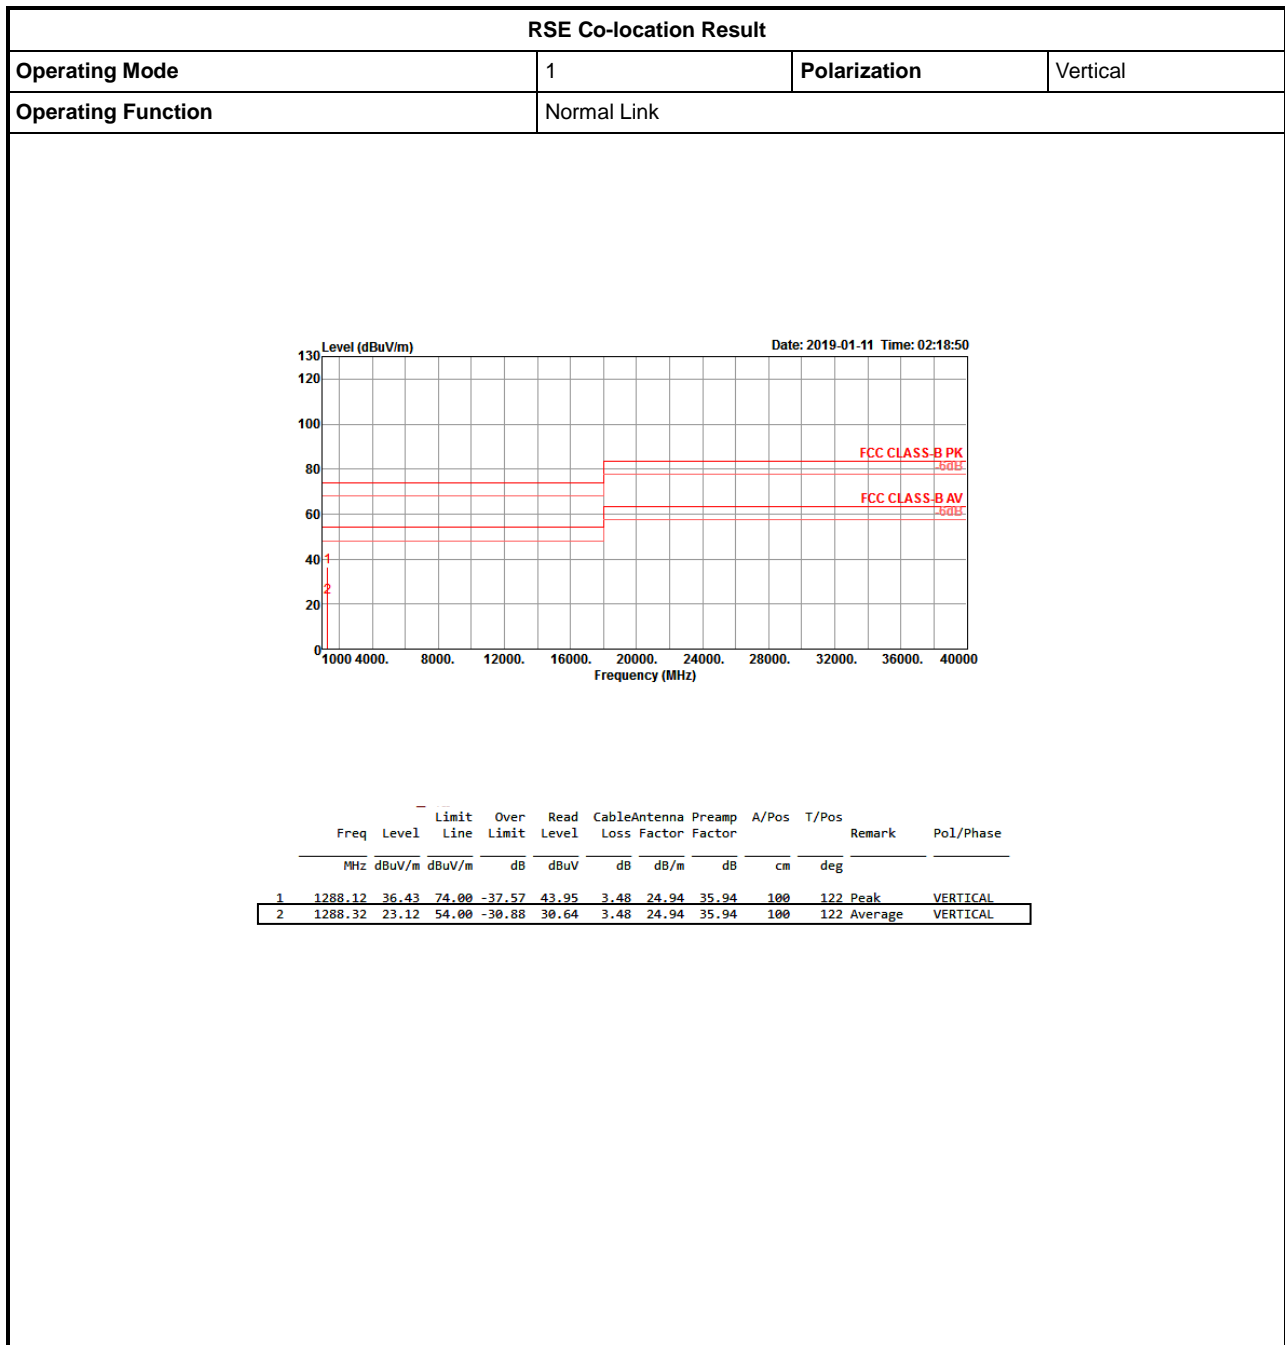 RSE Co-location Result
Operating Mode 1 Polarization Vertical
Operating Function Normal Link
Level (dBuV/m) Date: 2019-01-11 Time: 02:18:50
130
120
100
FCC CLASS-B PK
80
-6dB
FCC CLASS-B AV
60
-6dB
40
1
2
20
0
1000 4000. 8000. 12000. 16000. 20000. 24000. 28000. 32000. 36000. 40000
Frequency (MHz)
Limit Over Read CableAntenna Preamp A/Pos T/Pos
Freq Level Line Limit Level Loss Factor Factor Remark Pol/Phase
MHz dBuV/m dBuV/m dB dBuV dB dB/m dB cm deg
1 1288.12 36.43 74.00 -37.57 43.95 3.48 24.94 35.94 100 122 Peak VERTICAL
2 1288.32 23.12 54.00 -30.88 30.64 3.48 24.94 35.94 100 122 Average VERTICAL